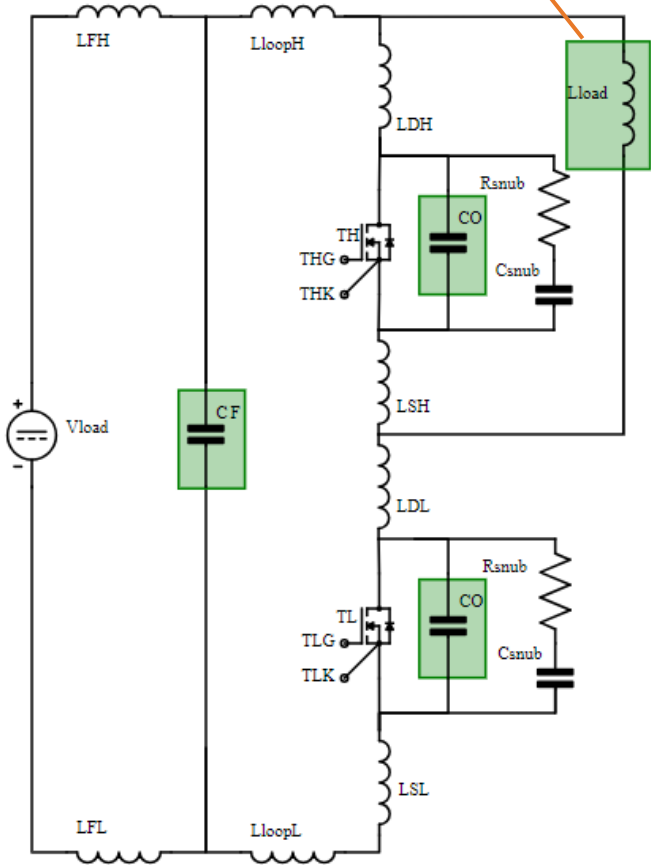 LFH
LloopH
Lload
LDH
Rsnub
CO
TH
THG
Csnub
THK
LSH
CF
+
Vload
-
LDL
Rsnub
CO
TL
TLG
Csnub
TLK
LSL
LFL
LloopL